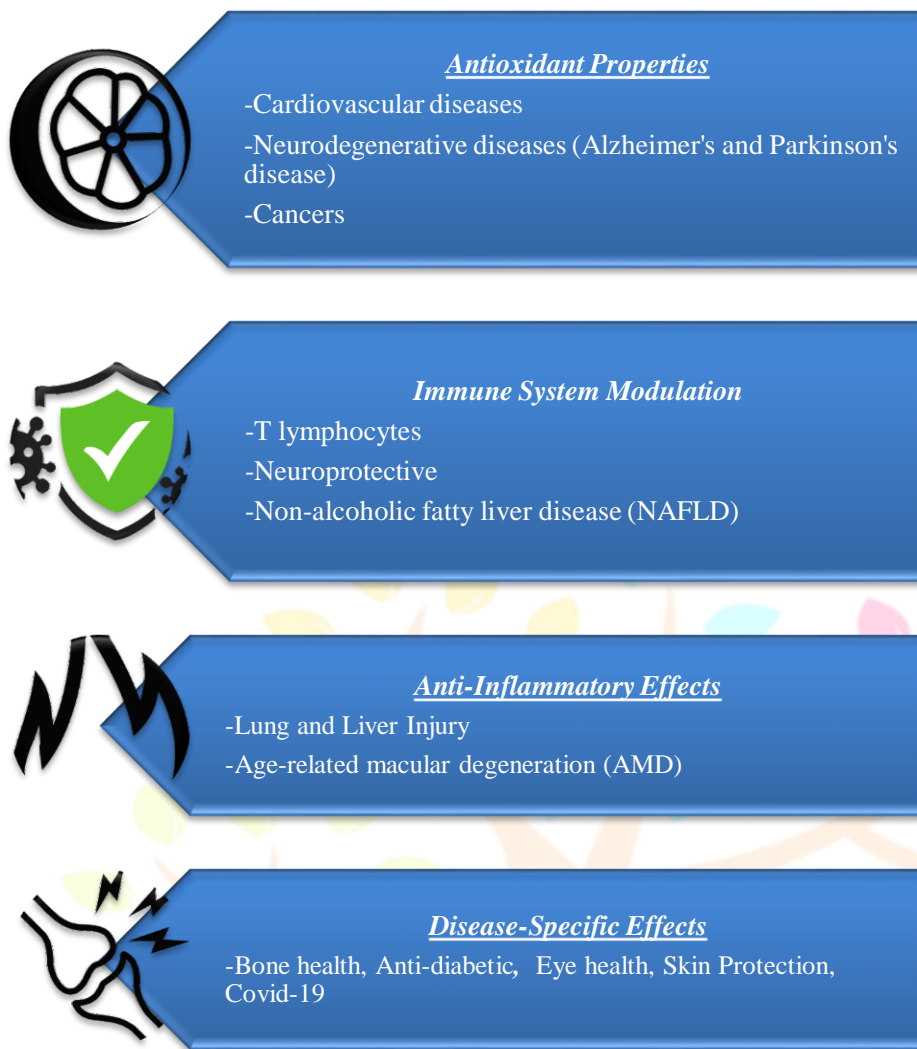 Antioxidant Properties
-Cardiovascular diseases
-Neurodegenerative diseases (Alzheimer's and Parkinson's
disease)
-Cancers
Immune System Modulation
-T lymphocytes
-Neuroprotective
-Non-alcoholic fatty liver disease (NAFLD)
Anti-Inflammatory Effects
-Lung and Liver Injury
-Age-related macular degeneration (AMD)
Disease-Specific Effects
-Bone health, Anti-diabetic, Eye health, Skin Protection,
Covid-19